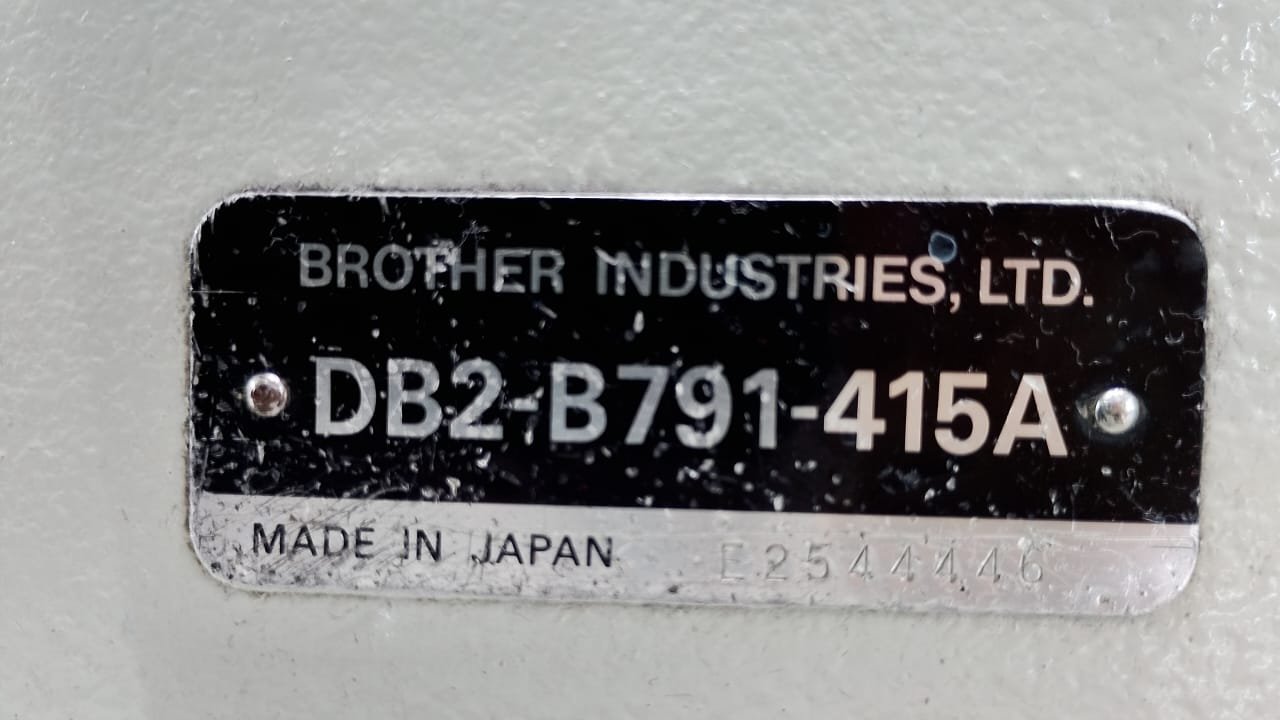 BROTHER INDUSTRIES, LTD.
DB2-B791-415A
MADE IN JAPAN E2544446